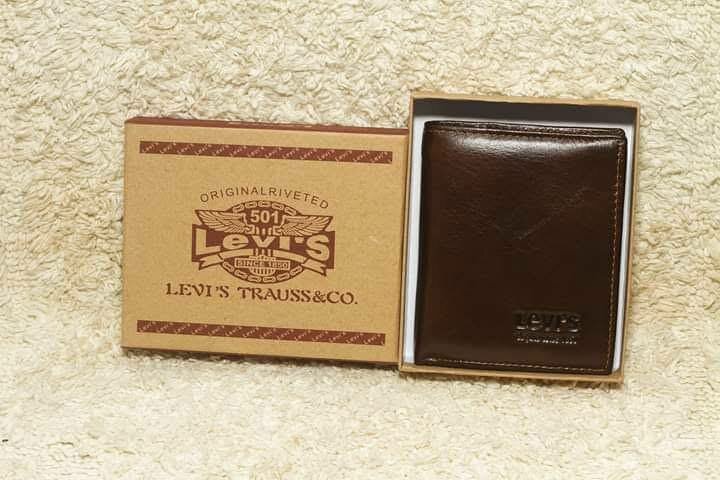 ORIGINALRIVETED
501
Levi's
SINCE 1850
LEVI'S TRAUSS&CO.
Levi's